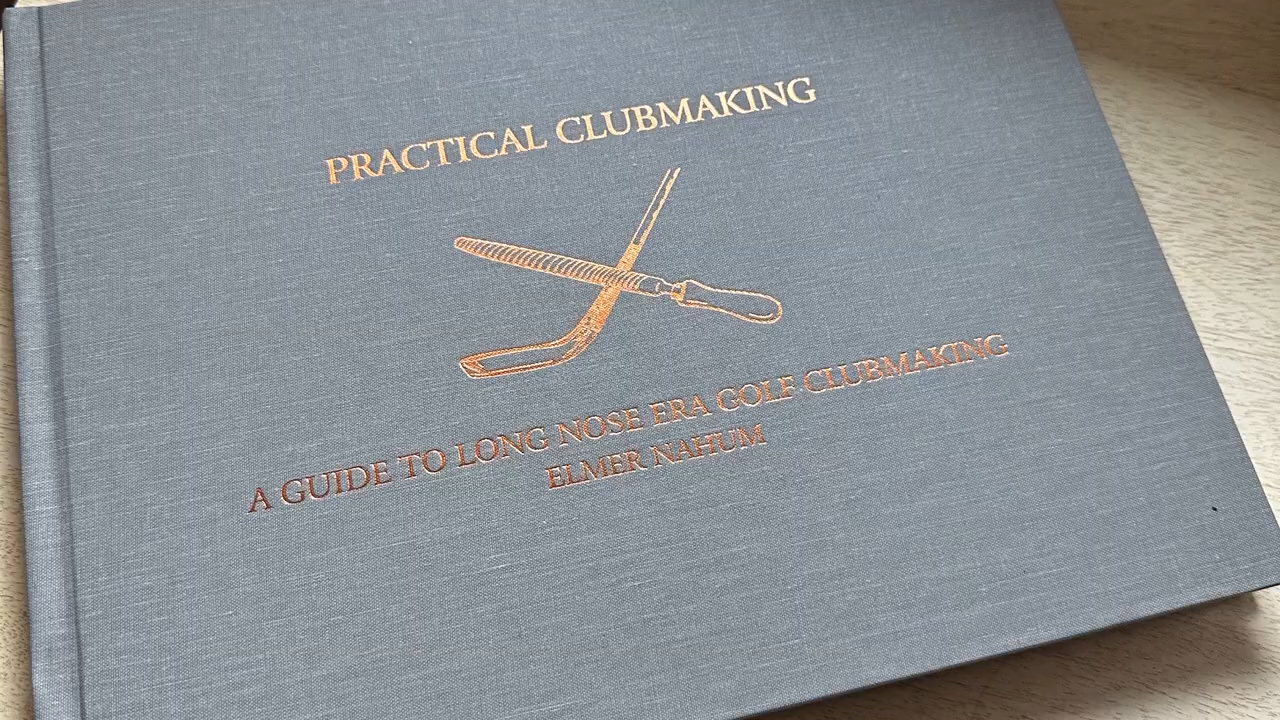 PRACTICAL CLUBMAKING
A GUIDE TO LONG NOSE ERA GOLF CLUBMAKING
ELMER NAHUM